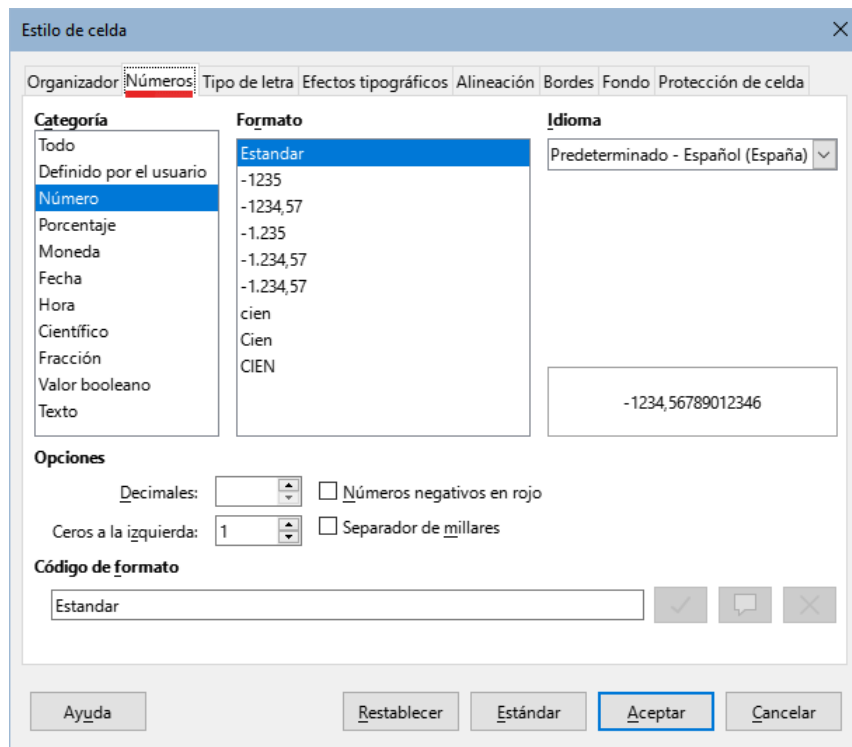 Estilo de celda
Organizador Números Tipo de letra Efectos tipográficos Alineación Bordes Fondo Protección de celda
Categoría
Todo
Definido por el usuario
Número
Porcentaje
Moneda
Fecha
Hora
Científico
Fracción
Valor booleano
Texto
Formato
Estandar
-1235
-1234,57
-1.235
-1.234,57
-1.234,57
cien
Cien
CIEN
Idioma
Predeterminado - Español (España)
-1234,56789012346
Opciones
Decimales:
Números negativos en rojo
Ceros a la izquierda: 1
Separador de millares
Código de formato
Estandar
Ayuda Restablecer Estándar Aceptar Cancelar